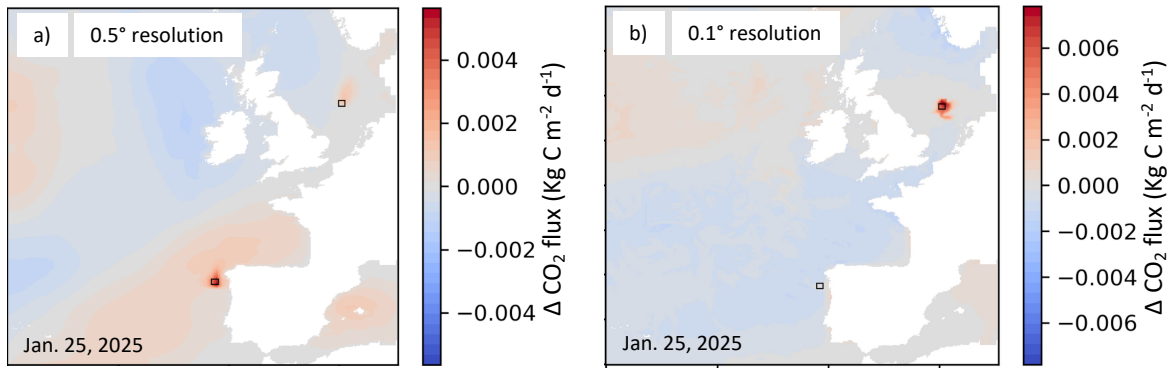 a)
0.5° resolution
0.004
0.002
0.000
−0.002
−0.004
Δ CO₂ flux (Kg C m⁻² d⁻¹)
Jan. 25, 2025
b)
0.1° resolution
0.006
0.004
0.002
0.000
−0.002
−0.004
−0.006
Δ CO₂ flux (Kg C m⁻² d⁻¹)
Jan. 25, 2025